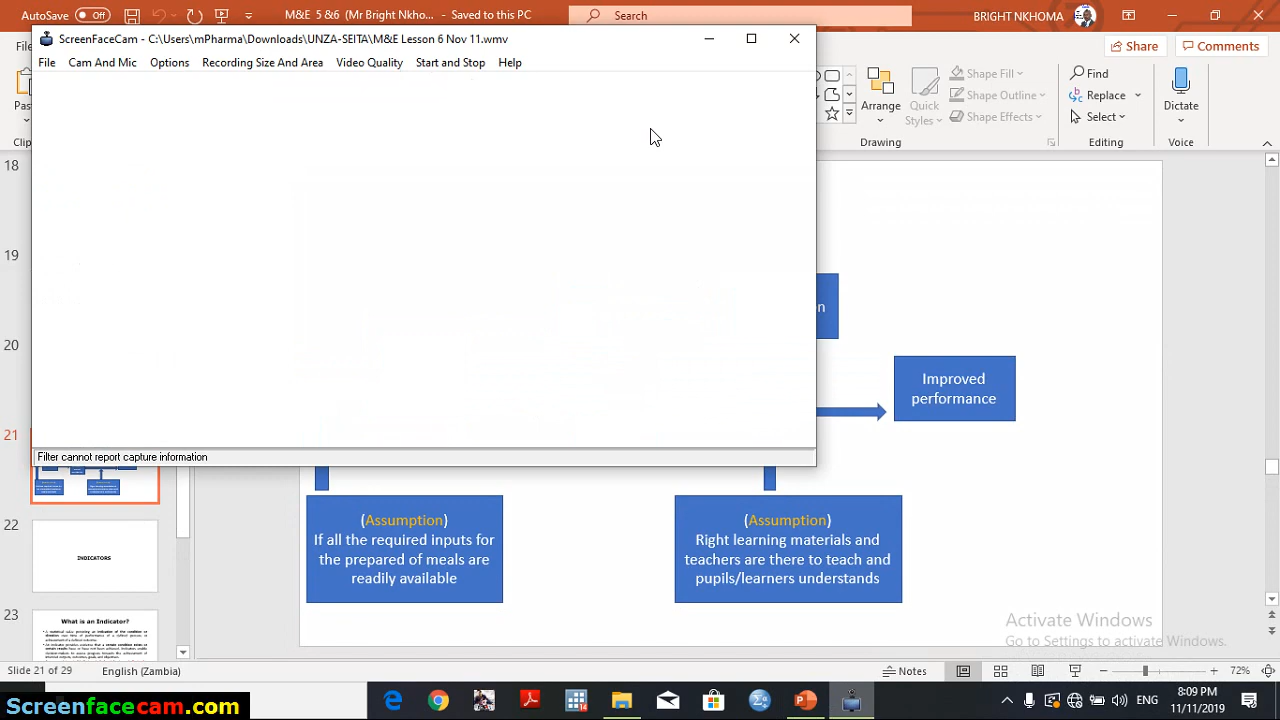 M&E 5 &6 (Mr Bright Nkho... - Saved to this PC
Search
BRIGHT NKHOMA
ScreenFaceCam - C:\Users\mPharma\Downloads\UNZA-SEITA\M&E Lesson 6 Nov 11.wmv
File Cam And Mic Options Recording Size And Area Video Quality Start and Stop Help
Share
Comments
Shape Fill
Shape Outline
Shape Effects
Arrange
Quick
Styles
Drawing
Find
Replace
Select
Editing
Dictate
Voice
18
19
20
21
22
INDICATORS
23
What is an Indicator?
Improved
performance
Filter cannot report capture information
(Assumption)
If all the required inputs for
the prepared of meals are
readily available
(Assumption)
Right learning materials and
teachers are there to teach and
pupils/learners understands
Activate Windows
Go to Settings to activate Windows.
Slide 21 of 29
English (Zambia)
Notes
72%
Screenfacecam.com
ENG
8:09 PM
11/11/2019